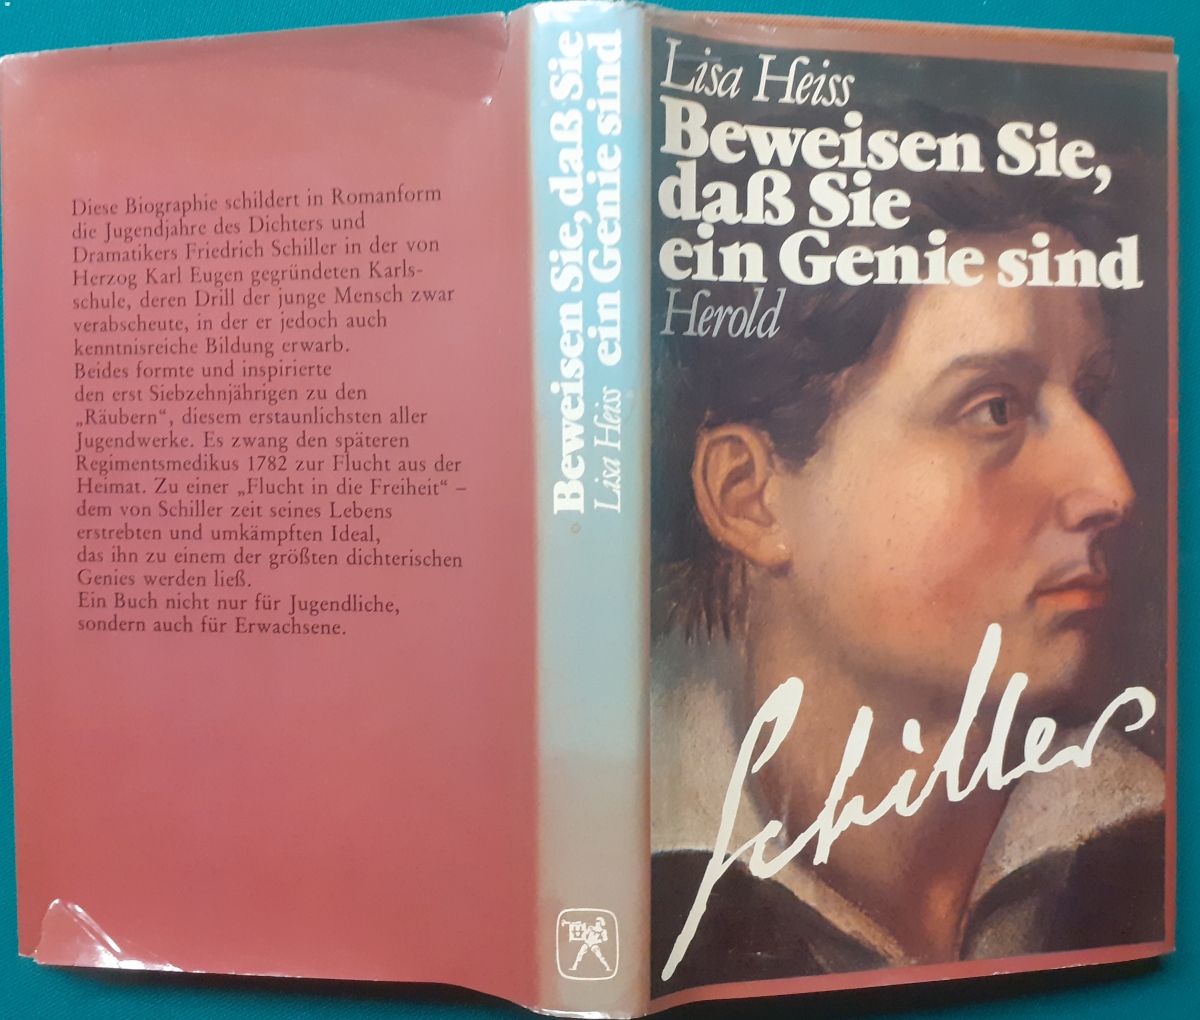 Diese Biographie schildert in Romanform
die Jugendjahre des Dichters und
Dramatikers Friedrich Schiller in der von
Herzog Karl Eugen gegründeten Karls-
schule, deren Drill der junge Mensch zwar
verabscheute, in der er jedoch auch
kenntnisreiche Bildung erwarb.
Beides formte und inspirierte
den erst Siebzehnjährigen zu den
„Räubern“, diesem erstaunlichsten aller
Jugendwerke. Es zwang den späteren
Regimentsmedikus 1782 zur Flucht aus der
Heimat. Zu einer „Flucht in die Freiheit“ –
dem von Schiller zeit seines Lebens
erstrebten und umkämpften Ideal,
das ihn zu einem der größten dichterischen
Genies werden ließ.
Ein Buch nicht nur für Jugendliche,
sondern auch für Erwachsene.
Beweisen Sie, daß Sie
Lisa Heiss ein Genie sind
Lisa Heiss
Beweisen Sie,
daß Sie
ein Genie sind
Herold
Schiller